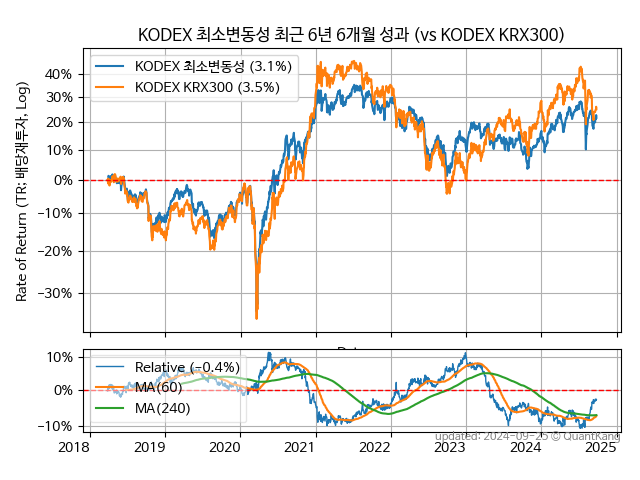 KODEX 최소변동성 최근 6년 6개월 성과 (vs KODEX KRX300)
Rate of Return (TR: 배당재투자, Log)
KODEX 최소변동성 (3.1%)
KODEX KRX300 (3.5%)
40%
30%
20%
10%
0%
−10%
−20%
−30%
Relative (−0.4%)
MA(60)
MA(240)
10%
0%
−10%
updated: 2024-09-25 © QuantKang
2018 2019 2020 2021 2022 2023 2024 2025